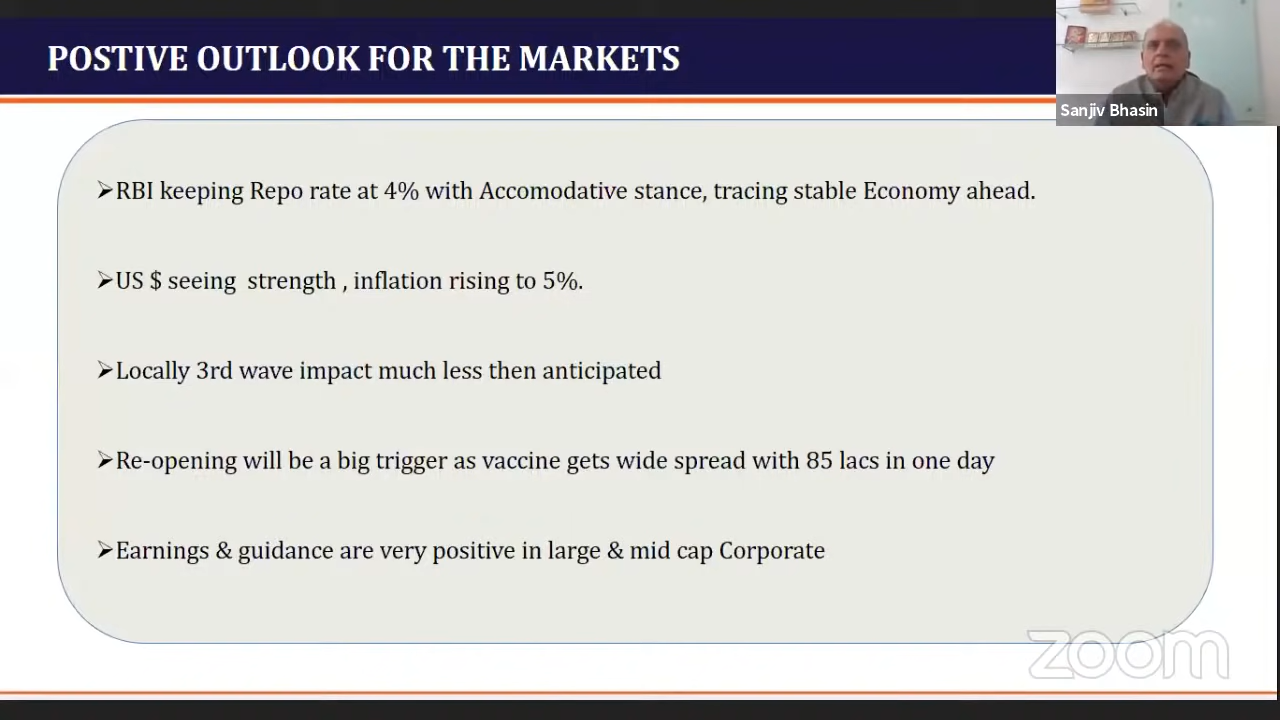 POSTIVE OUTLOOK FOR THE MARKETS
Sanjiv Bhasin
➢RBI keeping Repo rate at 4% with Accomodative stance, tracing stable Economy ahead.
➢US $ seeing  strength , inflation rising to 5%.
➢Locally 3rd wave impact much less then anticipated
➢Re-opening will be a big trigger as vaccine gets wide spread with 85 lacs in one day
➢Earnings & guidance are very positive in large & mid cap Corporate
zoom